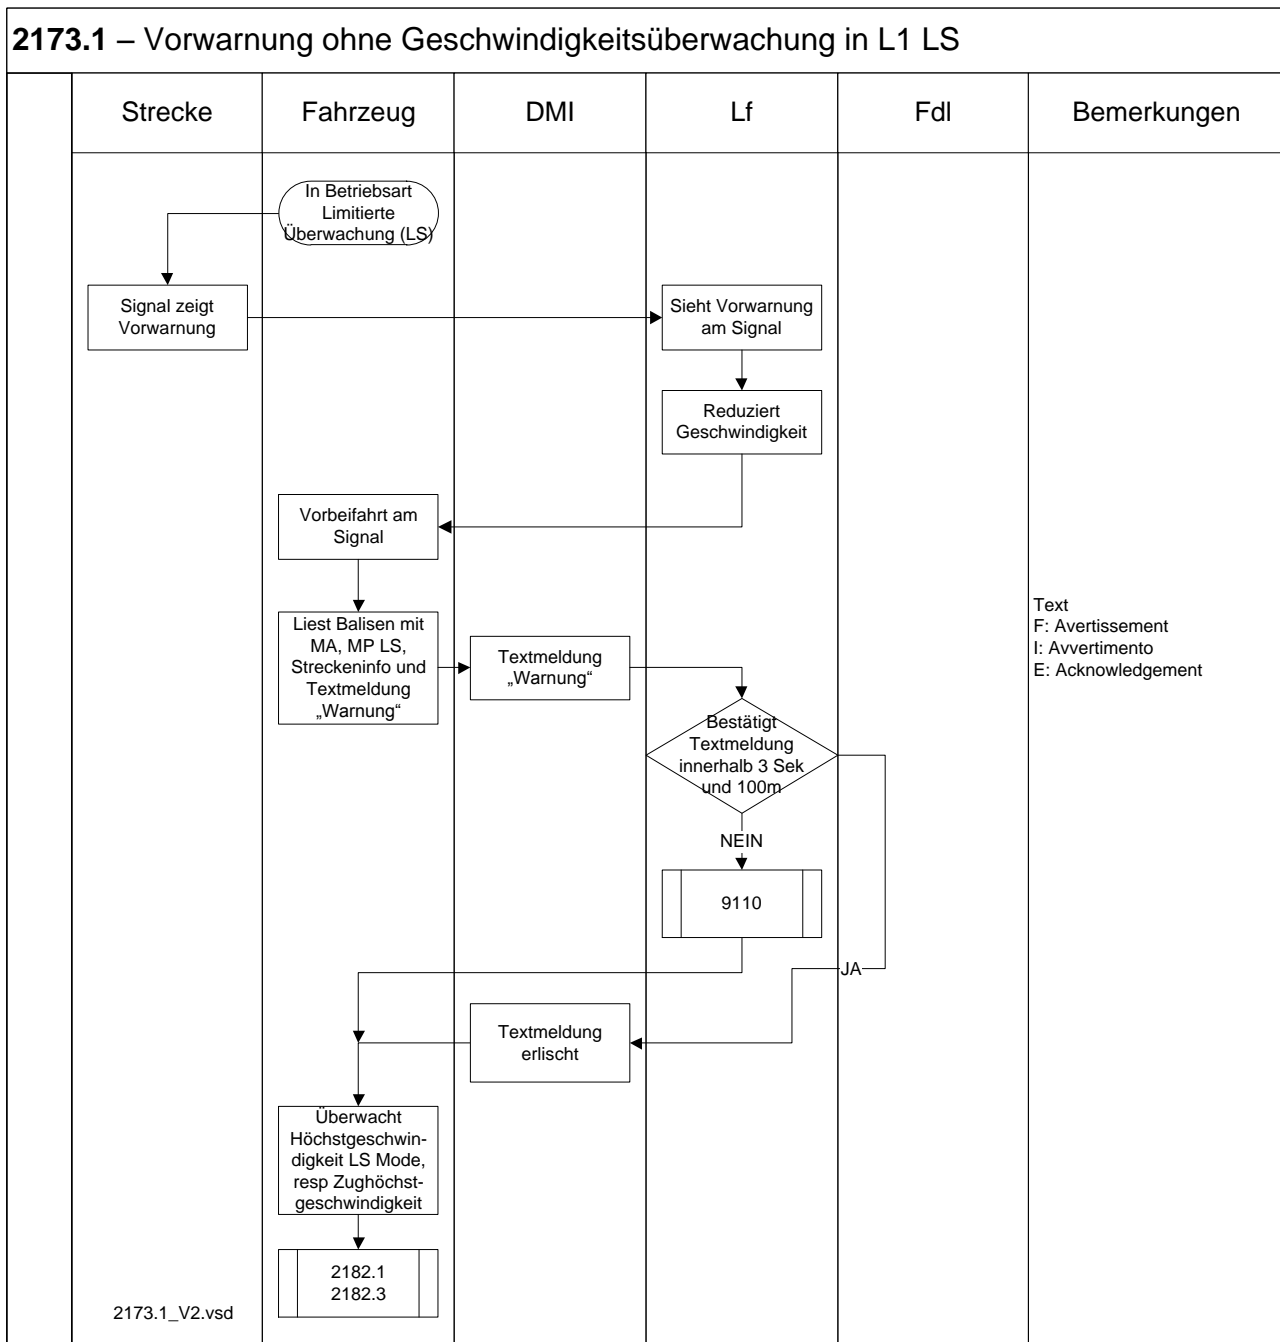 2173.1 – Vorwarnung ohne Geschwindigkeitsüberwachung in L1 LS
Strecke
Fahrzeug
DMI
Lf
Fdl
Bemerkungen
In Betriebsart
Limitierte
Überwachung (LS)
Signal zeigt
Vorwarnung
Sieht Vorwarnung
am Signal
Reduziert
Geschwindigkeit
Vorbeifahrt am
Signal
Liest Balisen mit
MA, MP LS,
Streckeninfo und
Textmeldung
„Warnung“
Textmeldung
„Warnung“
Text
F: Avertissement
I: Avvertimento
E: Acknowledgement
Bestätigt
Textmeldung
innerhalb 3 Sek
und 100m
NEIN
9110
JA
Textmeldung
erlischt
Überwacht
Höchstgeschwin-
digkeit LS Mode,
resp Zughöchst-
geschwindigkeit
2182.1
2182.3
2173.1_V2.vsd